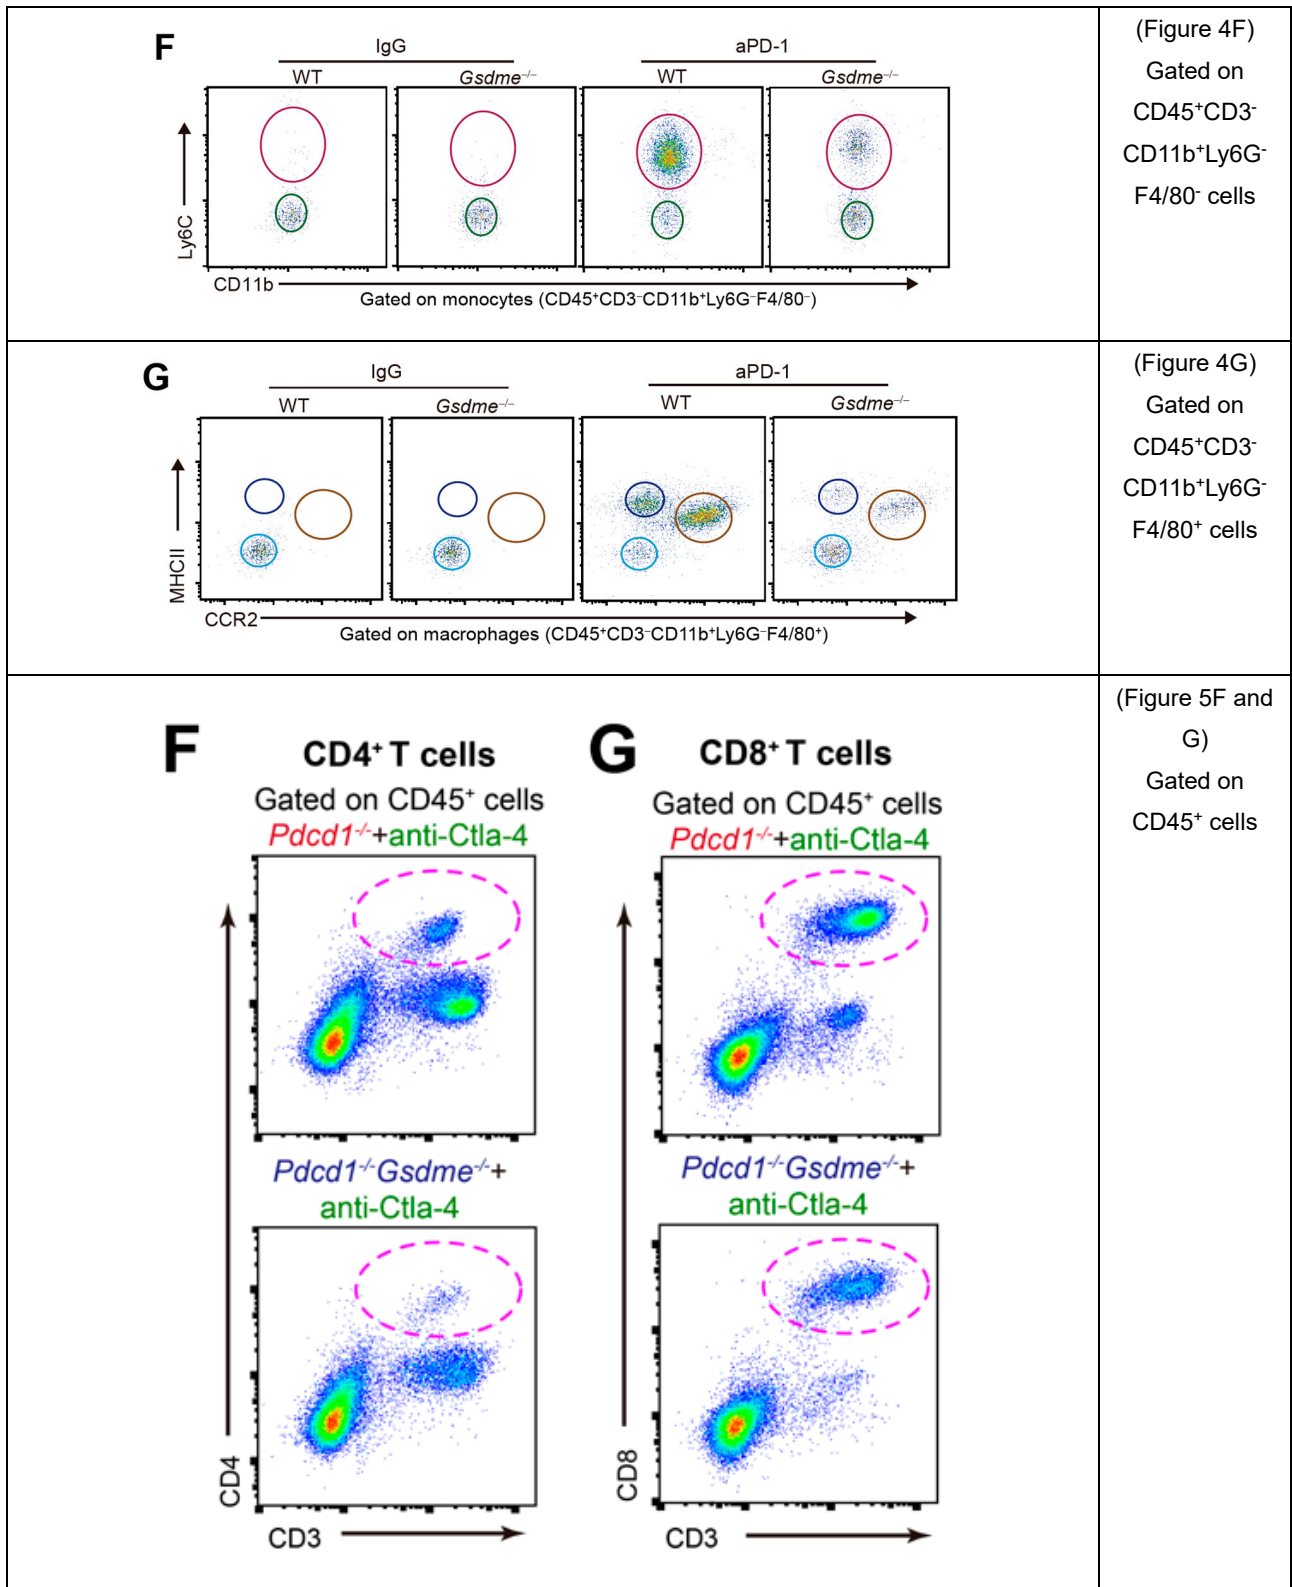 F
IgG
aPD-1
WT
Gsdme⁻/⁻
WT
Gsdme⁻/⁻
Ly6C
CD11b
Gated on monocytes (CD45⁺CD3⁻CD11b⁺Ly6G⁻F4/80⁻)
(Figure 4F)
Gated on
CD45⁺CD3⁻
CD11b⁺Ly6G⁻
F4/80⁻ cells
G
IgG
aPD-1
WT
Gsdme⁻/⁻
WT
Gsdme⁻/⁻
MHCII
CCR2
Gated on macrophages (CD45⁺CD3⁻CD11b⁺Ly6G⁻F4/80⁺)
(Figure 4G)
Gated on
CD45⁺CD3⁻
CD11b⁺Ly6G⁻
F4/80⁺ cells
F
CD4⁺ T cells
Gated on CD45⁺ cells
Pdcd1⁻/⁻+anti-Ctla-4
Pdcd1⁻/⁻Gsdme⁻/⁻+
anti-Ctla-4
CD4
CD3
G
CD8⁺ T cells
Gated on CD45⁺ cells
Pdcd1⁻/⁻+anti-Ctla-4
Pdcd1⁻/⁻Gsdme⁻/⁻+
anti-Ctla-4
CD8
CD3
(Figure 5F and
G)
Gated on
CD45⁺ cells